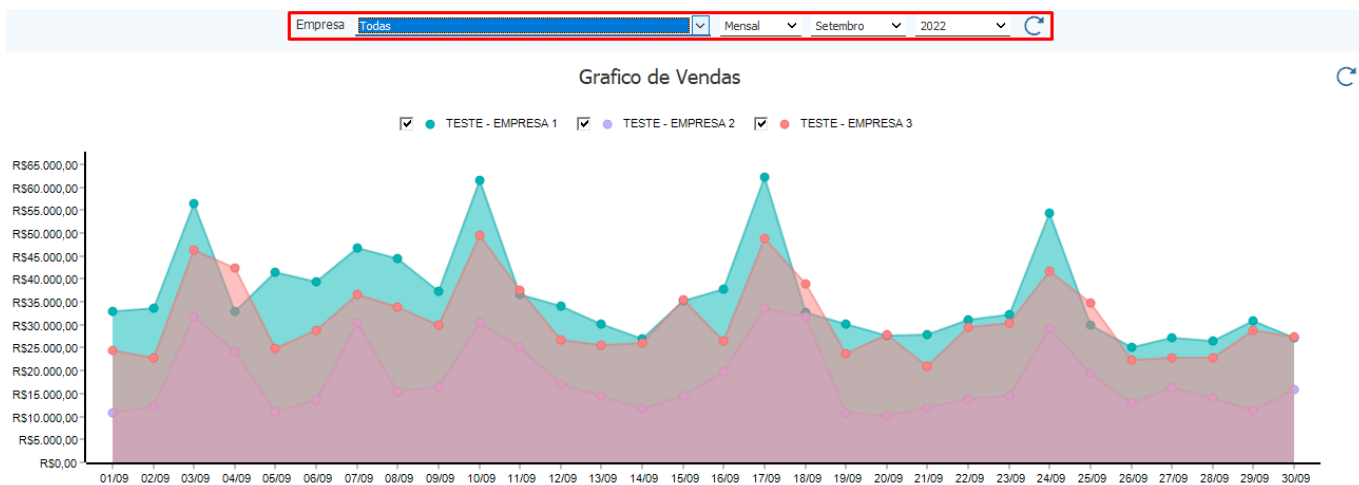 Empresa Todas Mensal Setembro 2022
Grafico de Vendas
TESTE - EMPRESA 1 TESTE - EMPRESA 2 TESTE - EMPRESA 3
R$65.000,00
R$60.000,00
R$55.000,00
R$50.000,00
R$45.000,00
R$40.000,00
R$35.000,00
R$30.000,00
R$25.000,00
R$20.000,00
R$15.000,00
R$10.000,00
R$5.000,00
R$0,00
01/09 02/09 03/09 04/09 05/09 06/09 07/09 08/09 09/09 10/09 11/09 12/09 13/09 14/09 15/09 16/09 17/09 18/09 19/09 20/09 21/09 22/09 23/09 24/09 25/09 26/09 27/09 28/09 29/09 30/09